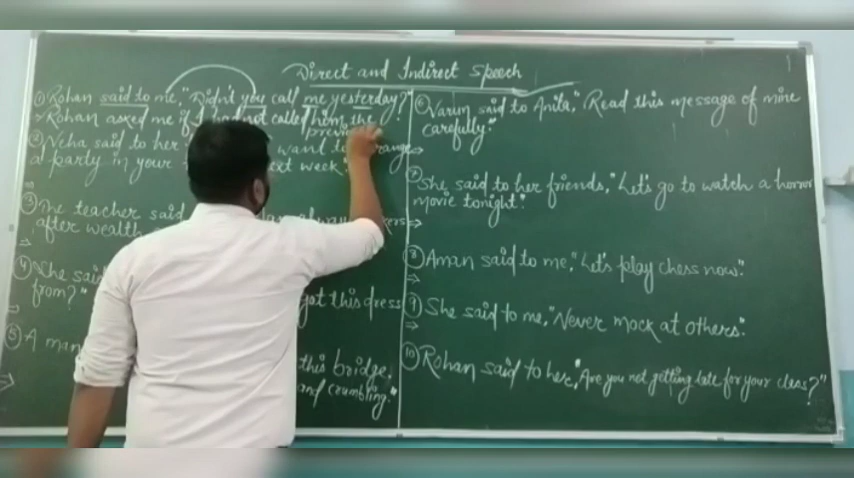 Direct and Indirect Speech
① Rohan said to me, "Didn't you call me yesterday?"
⇒ Rohan asked me if I had not called him the
previ
② Neha said to her want to arrange
a party in your next week?
⇒
③ The teacher said always
after wealth
⇒
④ She said got this dress
from?"
⇒
⑤ A man this bridge,
and crumbling."
⇒
⑥ Varun said to Anita, "Read this message of mine
carefully."
⇒
⑦ She said to her friends, "Let's go to watch a horror
movie tonight."
⇒
⑧ Aman said to me, "Let's play chess now."
⇒
⑨ She said to me, "Never mock at others."
⇒
⑩ Rohan said to her, "Are you not getting late for your class?"